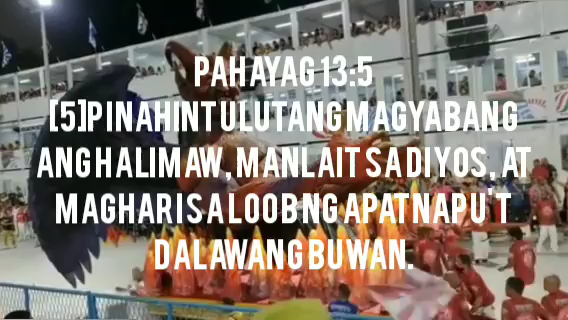 PAHAYAG 13:5
[5]PINAHINTULUTANG MAGYABANG
ANG HALIMAW, MANLAIT SA DIYOS, AT
MAGHARI SA LOOB NG APATNAPU'T
DALAWANG BUWAN.